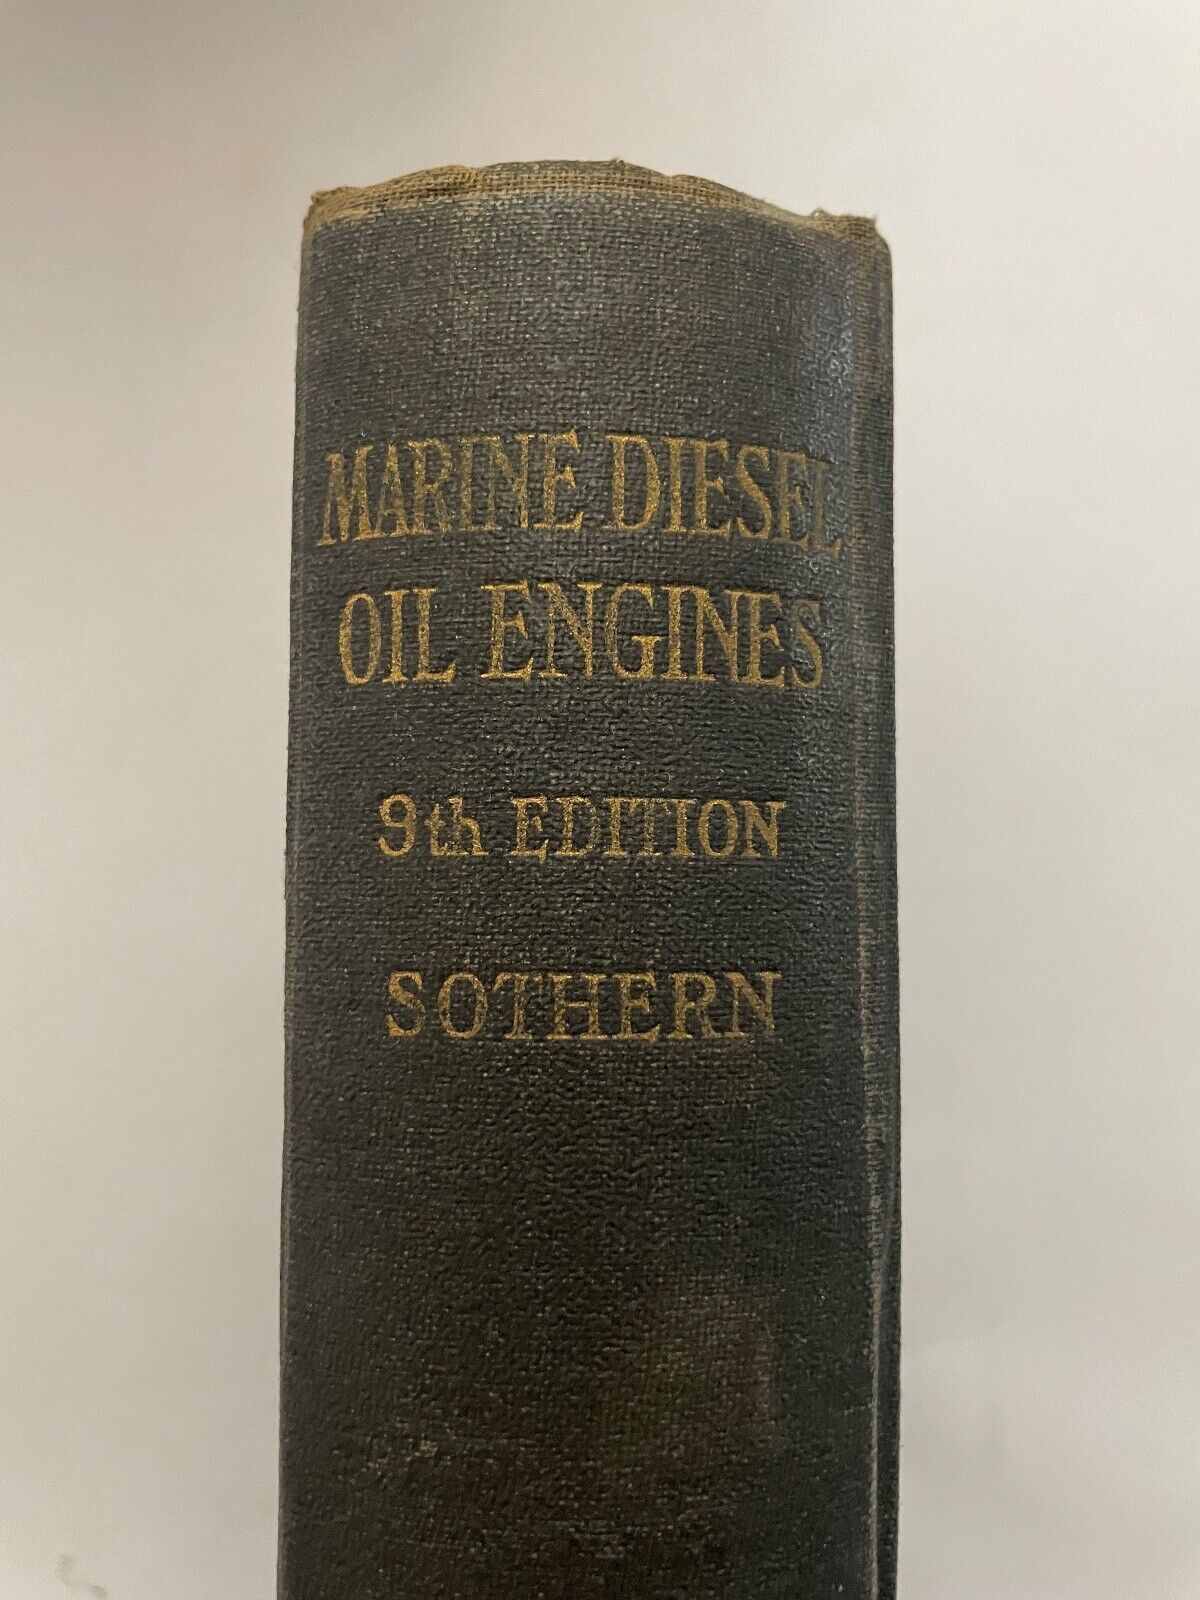 MARINE DIESEL
OIL ENGINES
9th EDITION
SOTHERN